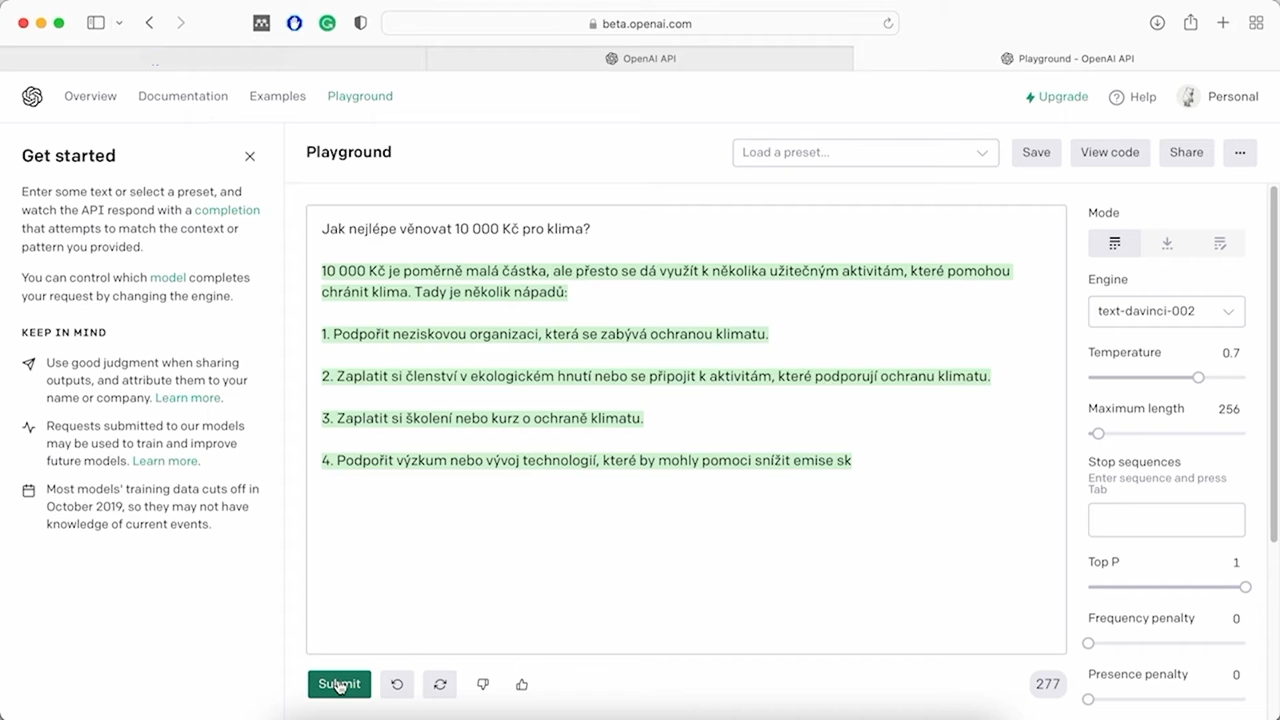 beta.openai.com
OpenAI API
Playground - OpenAI API
Overview
Documentation
Examples
Playground
Upgrade
Help
Personal
Get started
Enter some text or select a preset, and
watch the API respond with a completion
that attempts to match the context or
pattern you provided.
You can control which model completes
your request by changing the engine.
KEEP IN MIND
Use good judgment when sharing
outputs, and attribute them to your
name or company. Learn more.
Requests submitted to our models
may be used to train and improve
future models. Learn more.
Most models' training data cuts off in
October 2019, so they may not have
knowledge of current events.
Playground
Load a preset...
Save
View code
Share
...
Jak nejlépe věnovat 10 000 Kč pro klima?
10 000 Kč je poměrně malá částka, ale přesto se dá využít k několika užitečným aktivitám, které pomohou
chránit klima. Tady je několik nápadů:
1. Podpořit neziskovou organizaci, která se zabývá ochranou klimatu.
2. Zaplatit si členství v ekologickém hnutí nebo se připojit k aktivitám, které podporují ochranu klimatu.
3. Zaplatit si školení nebo kurz o ochraně klimatu.
4. Podpořit výzkum nebo vývoj technologií, které by mohly pomoci snížit emise sk
Submit
277
Mode
Engine
text-davinci-002
Temperature 0.7
Maximum length 256
Stop sequences
Enter sequence and press
Tab
Top P 1
Frequency penalty 0
Presence penalty 0